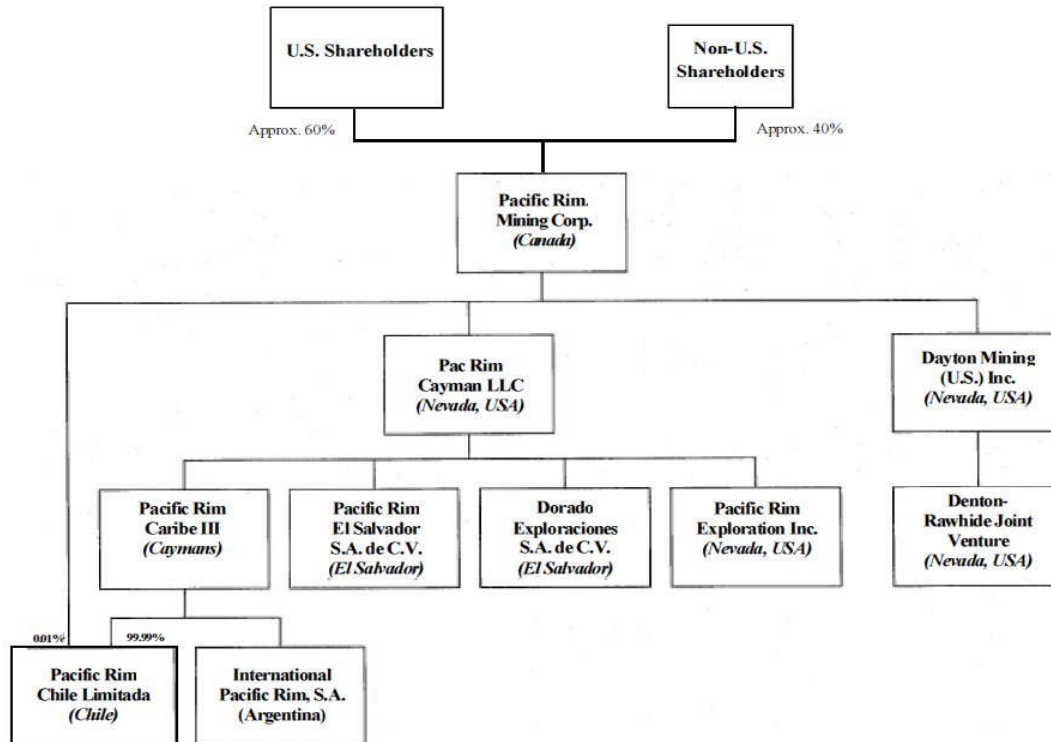 U.S. Shareholders
Non-U.S.
Shareholders
Approx. 60%
Approx. 40%
Pacific Rim.
Mining Corp.
(Canada)
Pac Rim
Cayman LLC
(Nevada, USA)
Dayton Mining
(U.S.) Inc.
(Nevada, USA)
Pacific Rim
Caribe III
(Caymans)
Pacific Rim
El Salvador
S.A. de C.V.
(El Salvador)
Dorado
Exploraciones
S.A. de C.V.
(El Salvador)
Pacific Rim
Exploration Inc.
(Nevada, USA)
Denton-
Rawhide Joint
Venture
(Nevada, USA)
0.01%
99.99%
Pacific Rim
Chile Limitada
(Chile)
International
Pacific Rim, S.A.
(Argentina)